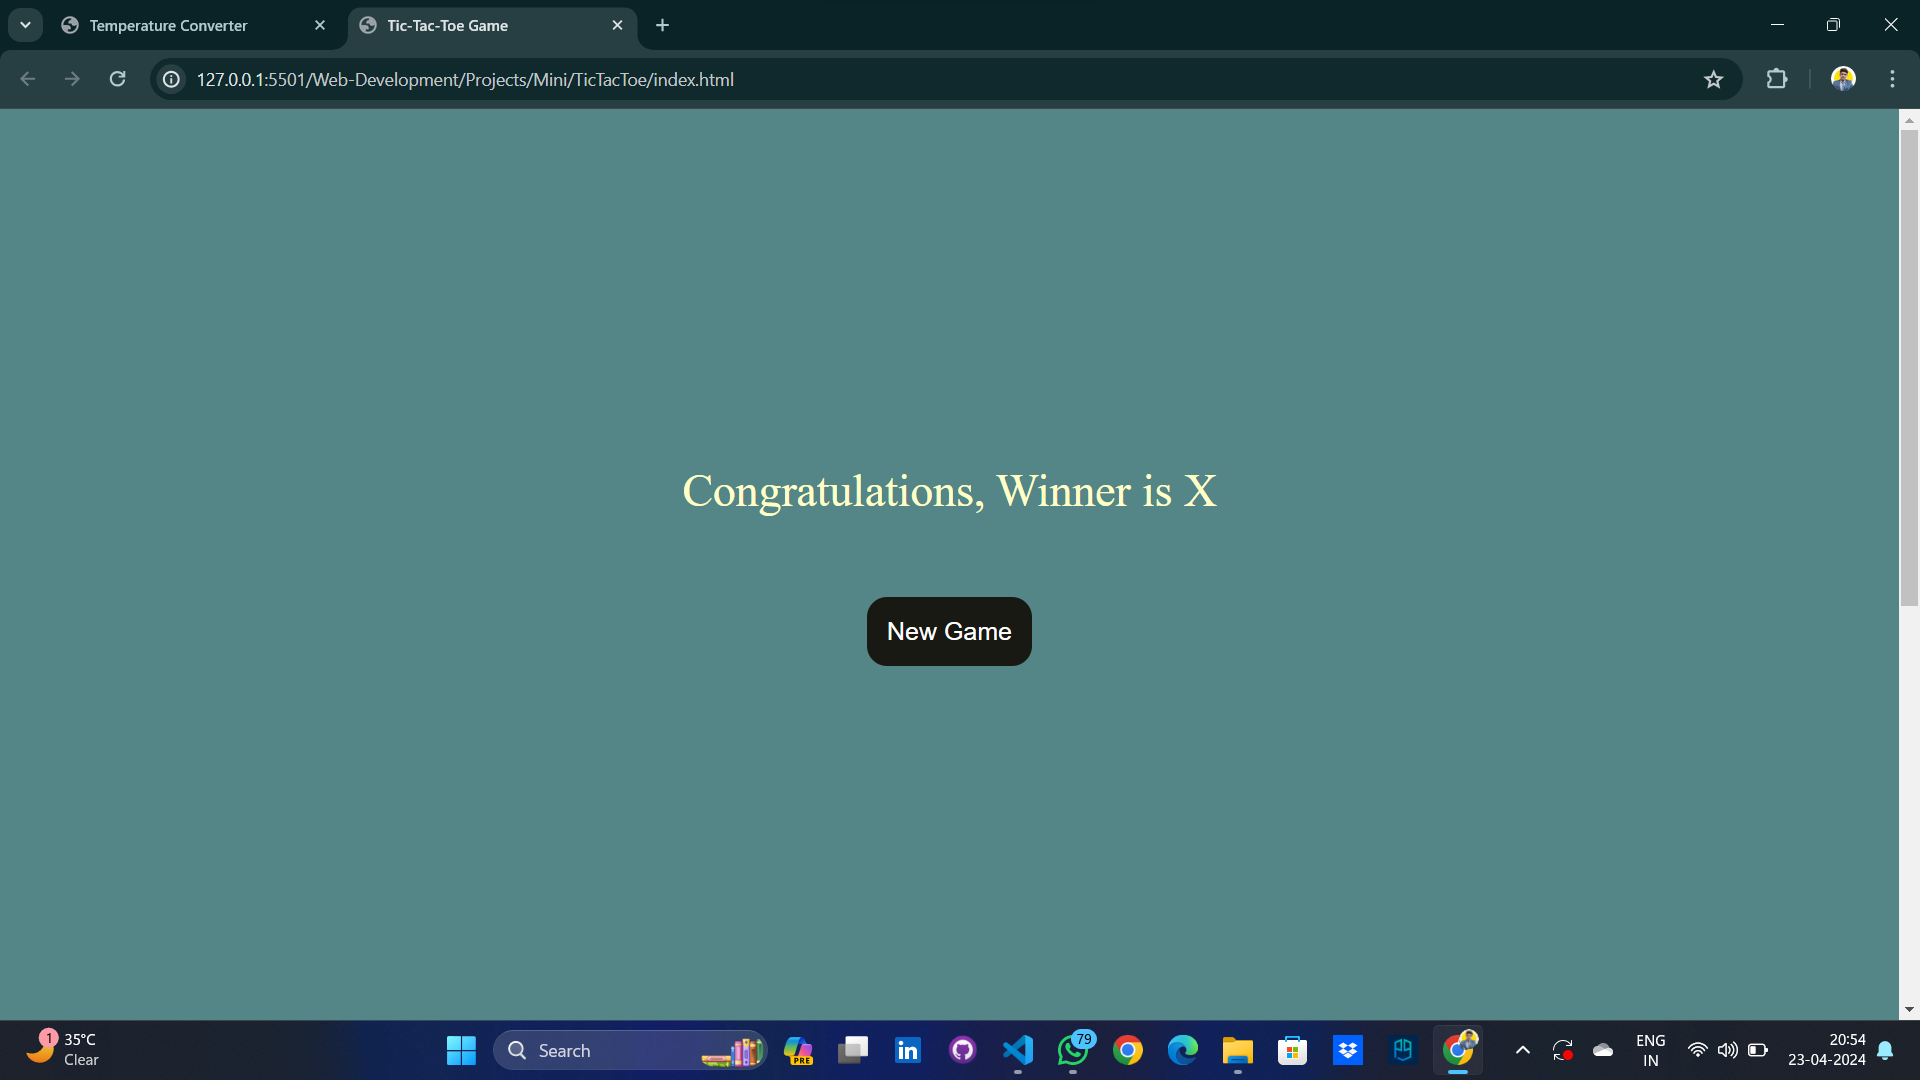 Temperature Converter
Tic-Tac-Toe Game
127.0.0.1:5501/Web-Development/Projects/Mini/TicTacToe/index.html
Congratulations, Winner is X
New Game
1
35°C
Clear
Search
PRE
in
79
ENG
IN
20:54
23-04-2024